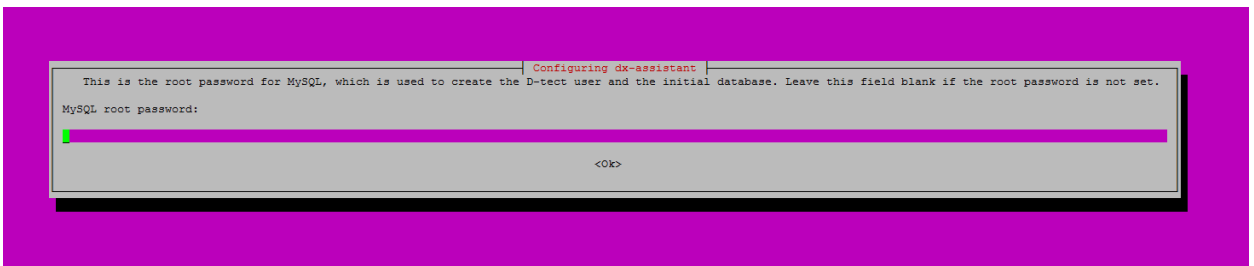 Configuring dx-assistant
This is the root password for MySQL, which is used to create the D-tect user and the initial database. Leave this field blank if the root password is not set.
MySQL root password:
<Ok>